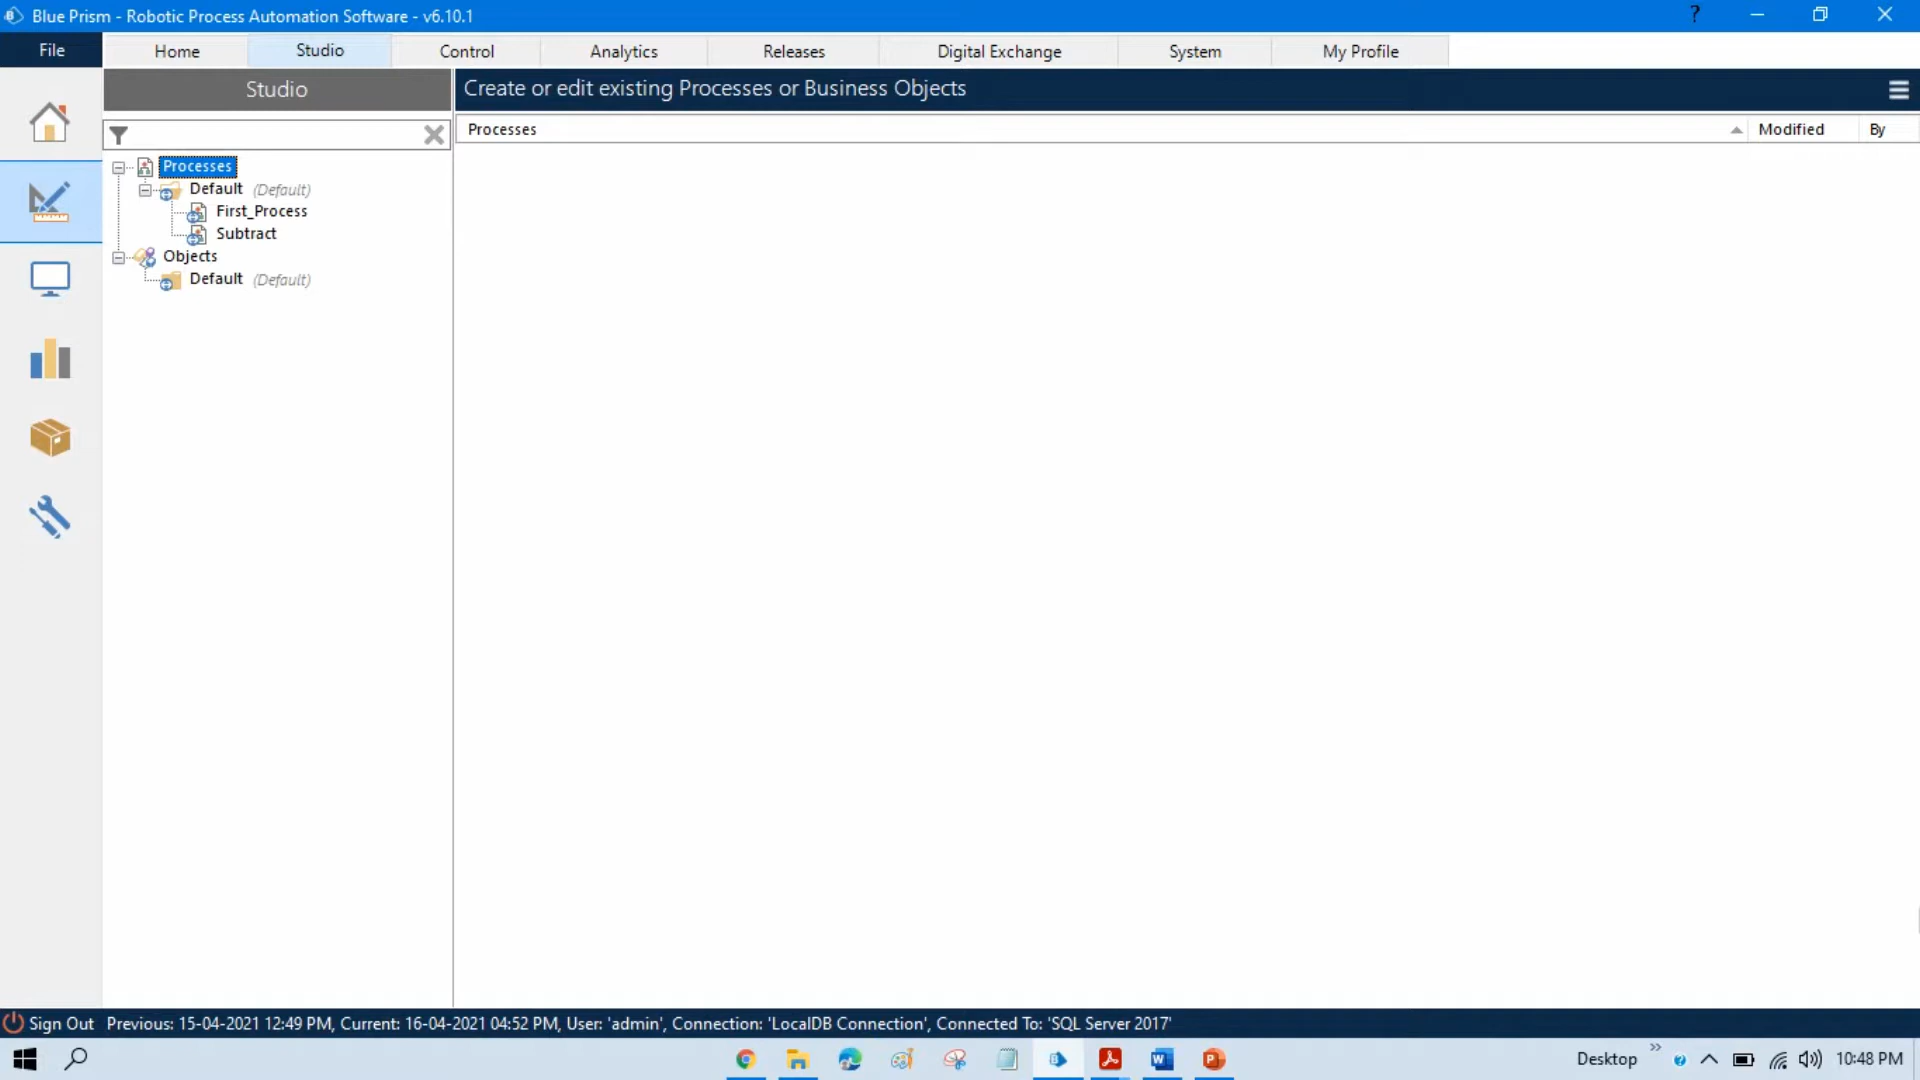 Blue Prism - Robotic Process Automation Software - v6.10.1
?
File Home Studio Control Analytics Releases Digital Exchange System My Profile
Studio
Create or edit existing Processes or Business Objects
Processes Modified By
Processes
Default (Default)
First_Process
Subtract
Objects
Default (Default)
Sign Out Previous: 15-04-2021 12:49 PM, Current: 16-04-2021 04:52 PM, User: 'admin', Connection: 'LocalDB Connection', Connected To: 'SQL Server 2017'
Desktop 10:48 PM